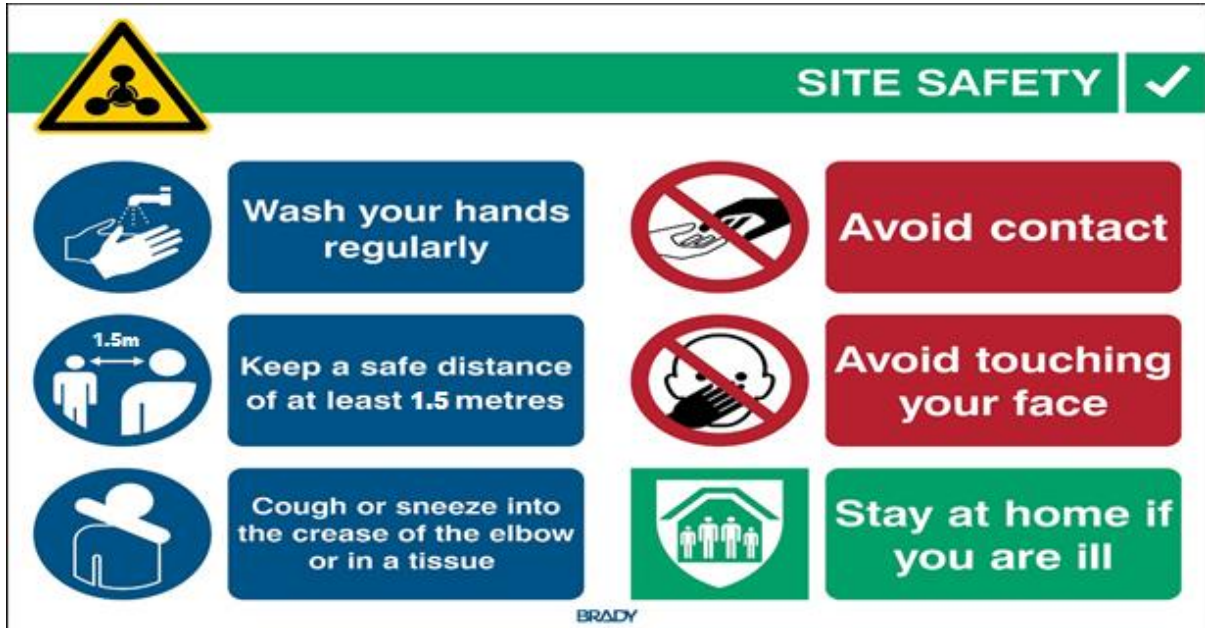 SITE SAFETY
Wash your hands
regularly
1.5m
Keep a safe distance
of at least 1.5 metres
Cough or sneeze into
the crease of the elbow
or in a tissue
Avoid contact
Avoid touching
your face
Stay at home if
you are ill
BRADY